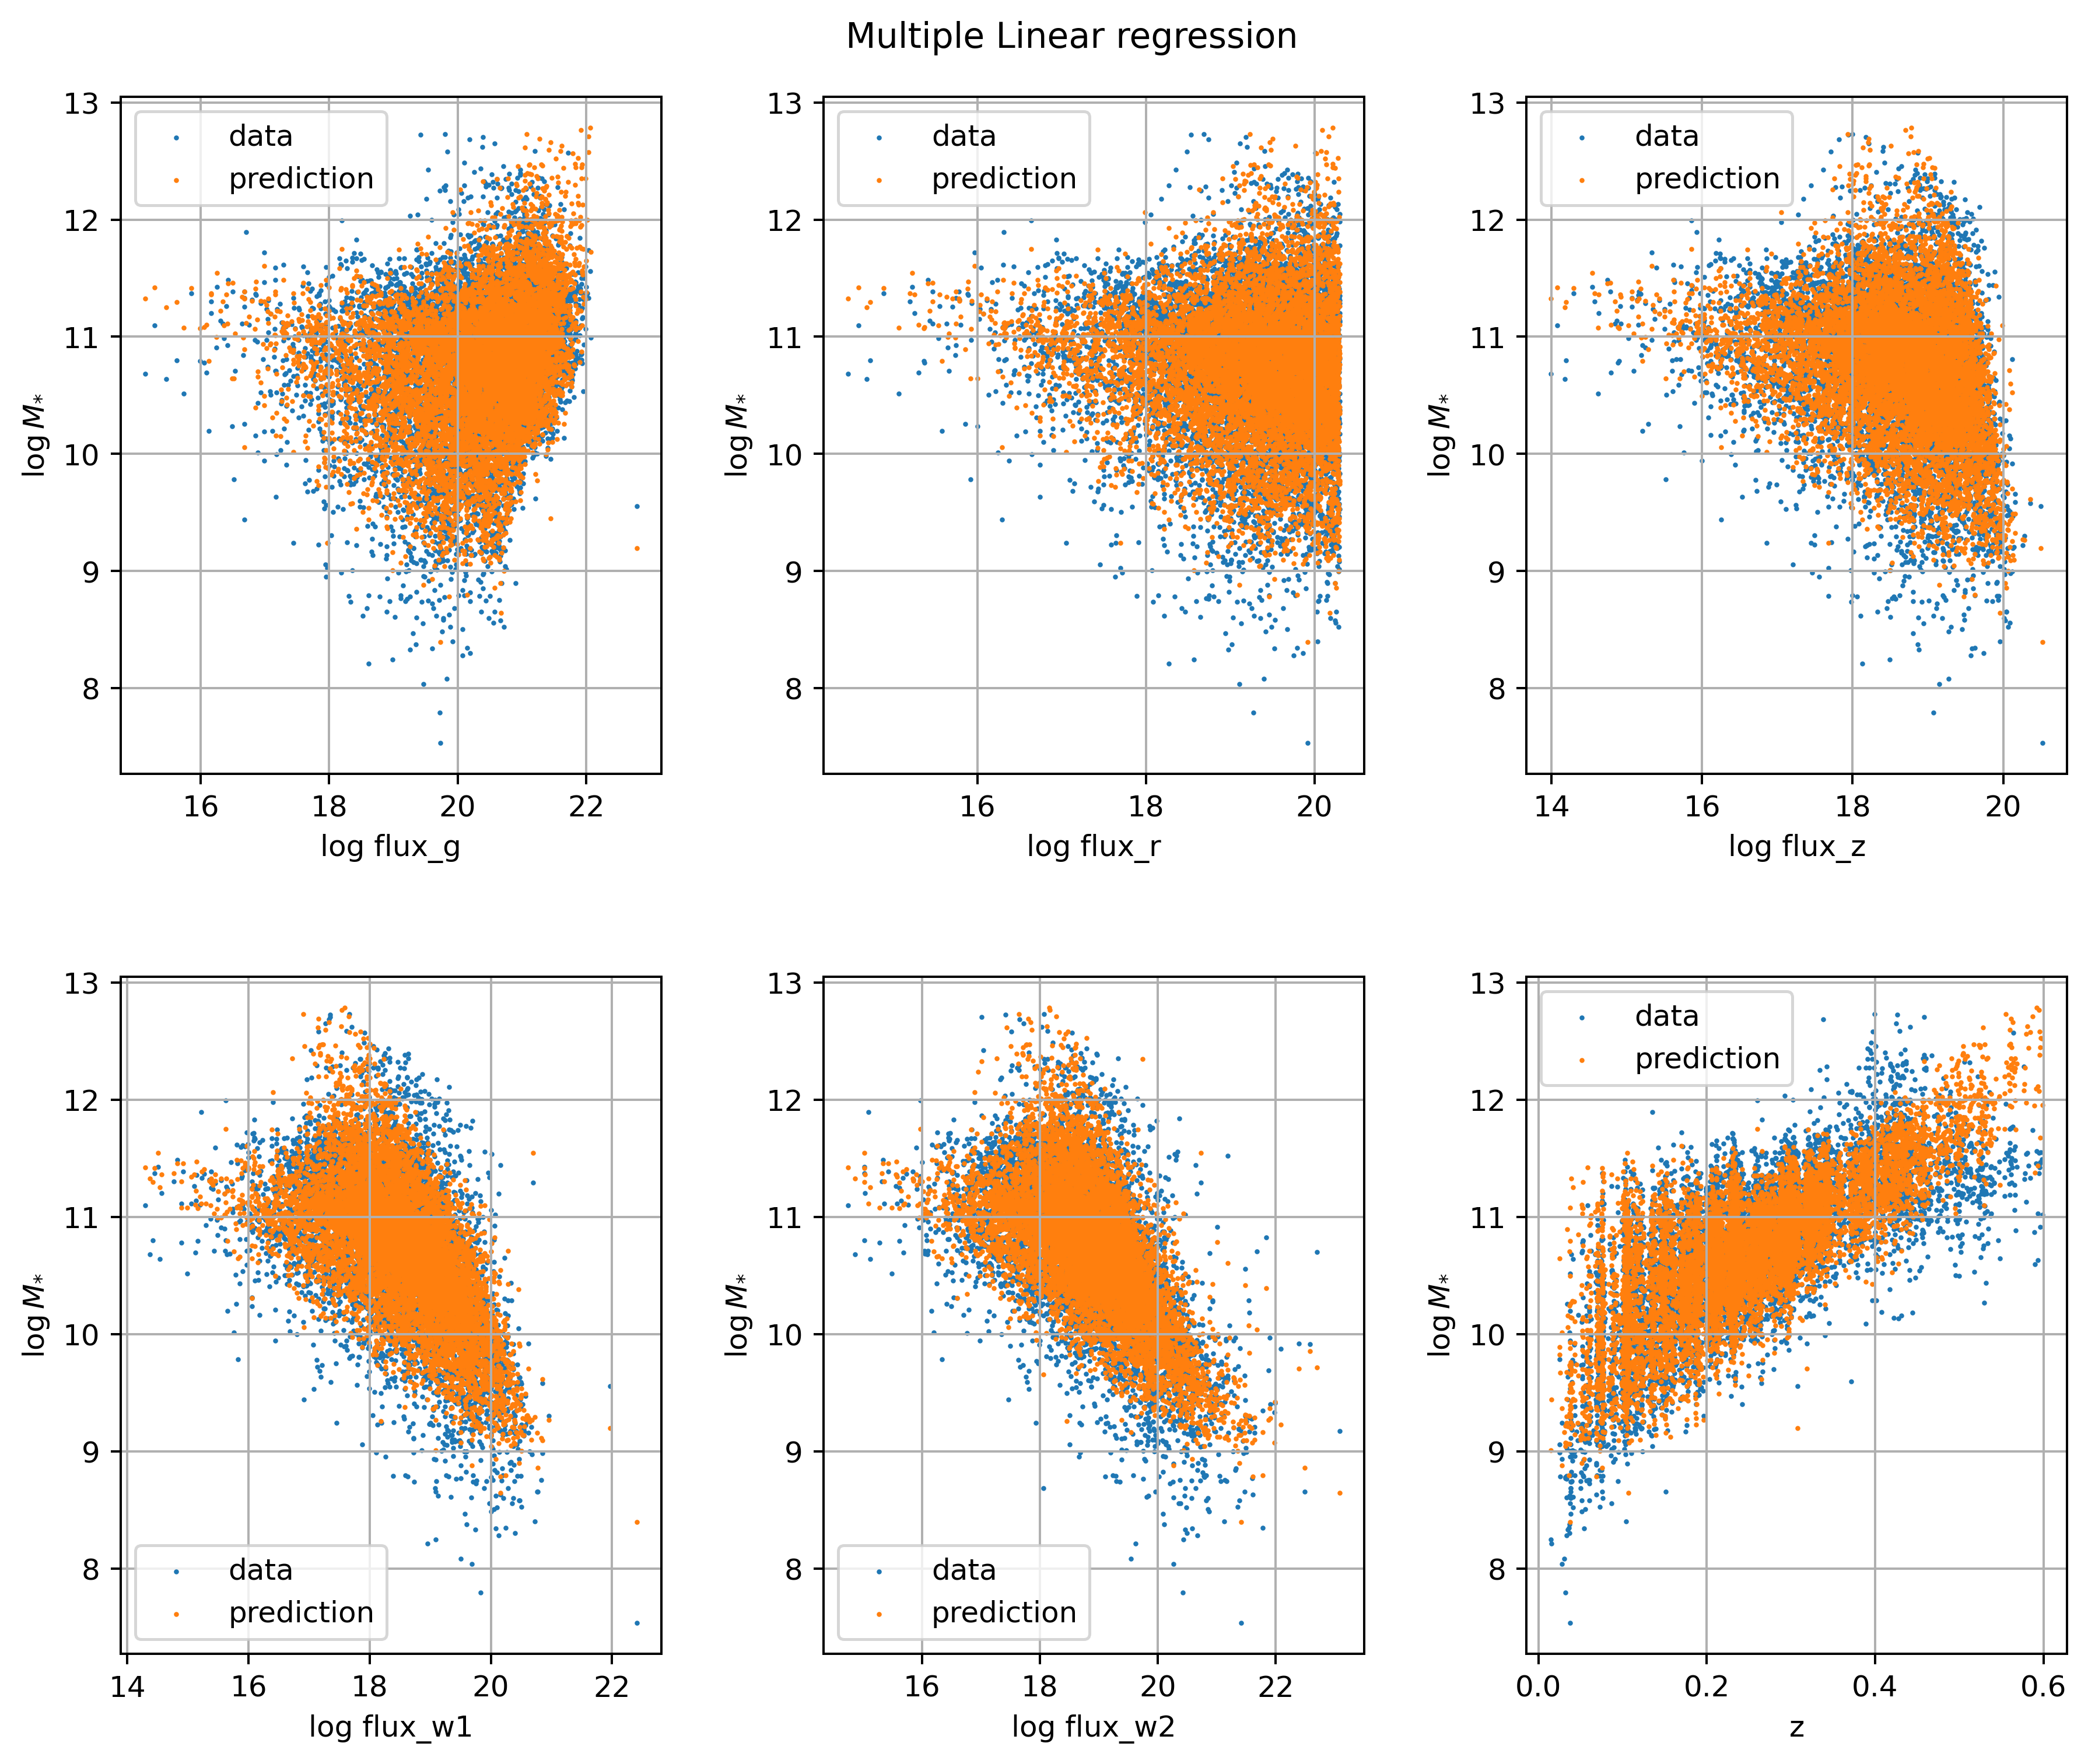 Multiple Linear regression
13
12
11
10
9
8
log M*
data
prediction
16 18 20 22
log flux_g
13
12
11
10
9
8
log M*
data
prediction
16 18 20
log flux_r
13
12
11
10
9
8
log M*
data
prediction
14 16 18 20
log flux_z
13
12
11
10
9
8
log M*
data
prediction
14 16 18 20 22
log flux_w1
13
12
11
10
9
8
log M*
data
prediction
16 18 20 22
log flux_w2
13
12
11
10
9
8
log M*
data
prediction
0.0 0.2 0.4 0.6
z